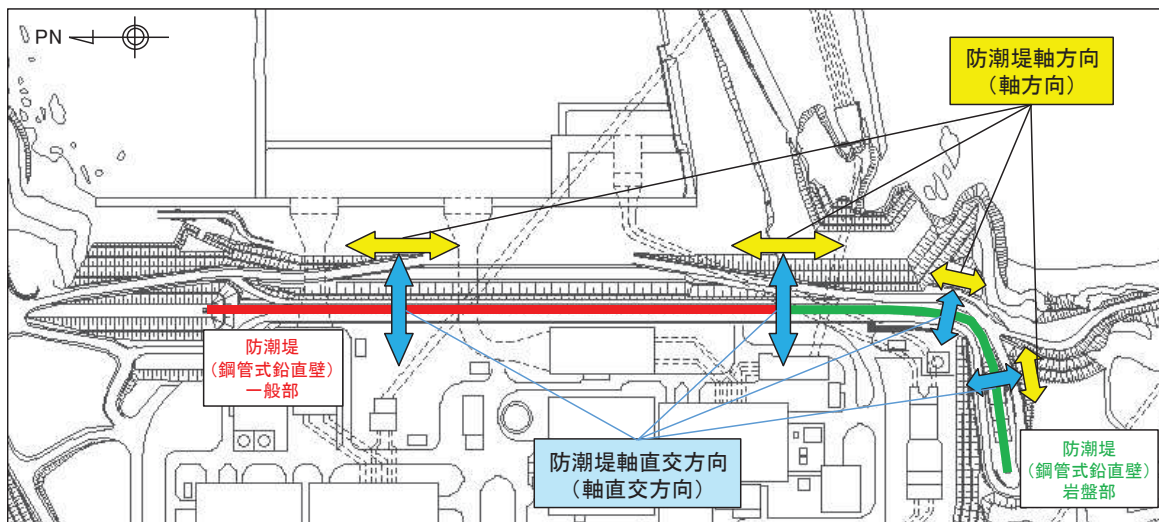 PN
防潮堤軸方向
（軸方向）
防潮堤
（鋼管式鉛直壁）
一般部
防潮堤軸直交方向
（軸直交方向）
防潮堤
（鋼管式鉛直壁）
岩盤部